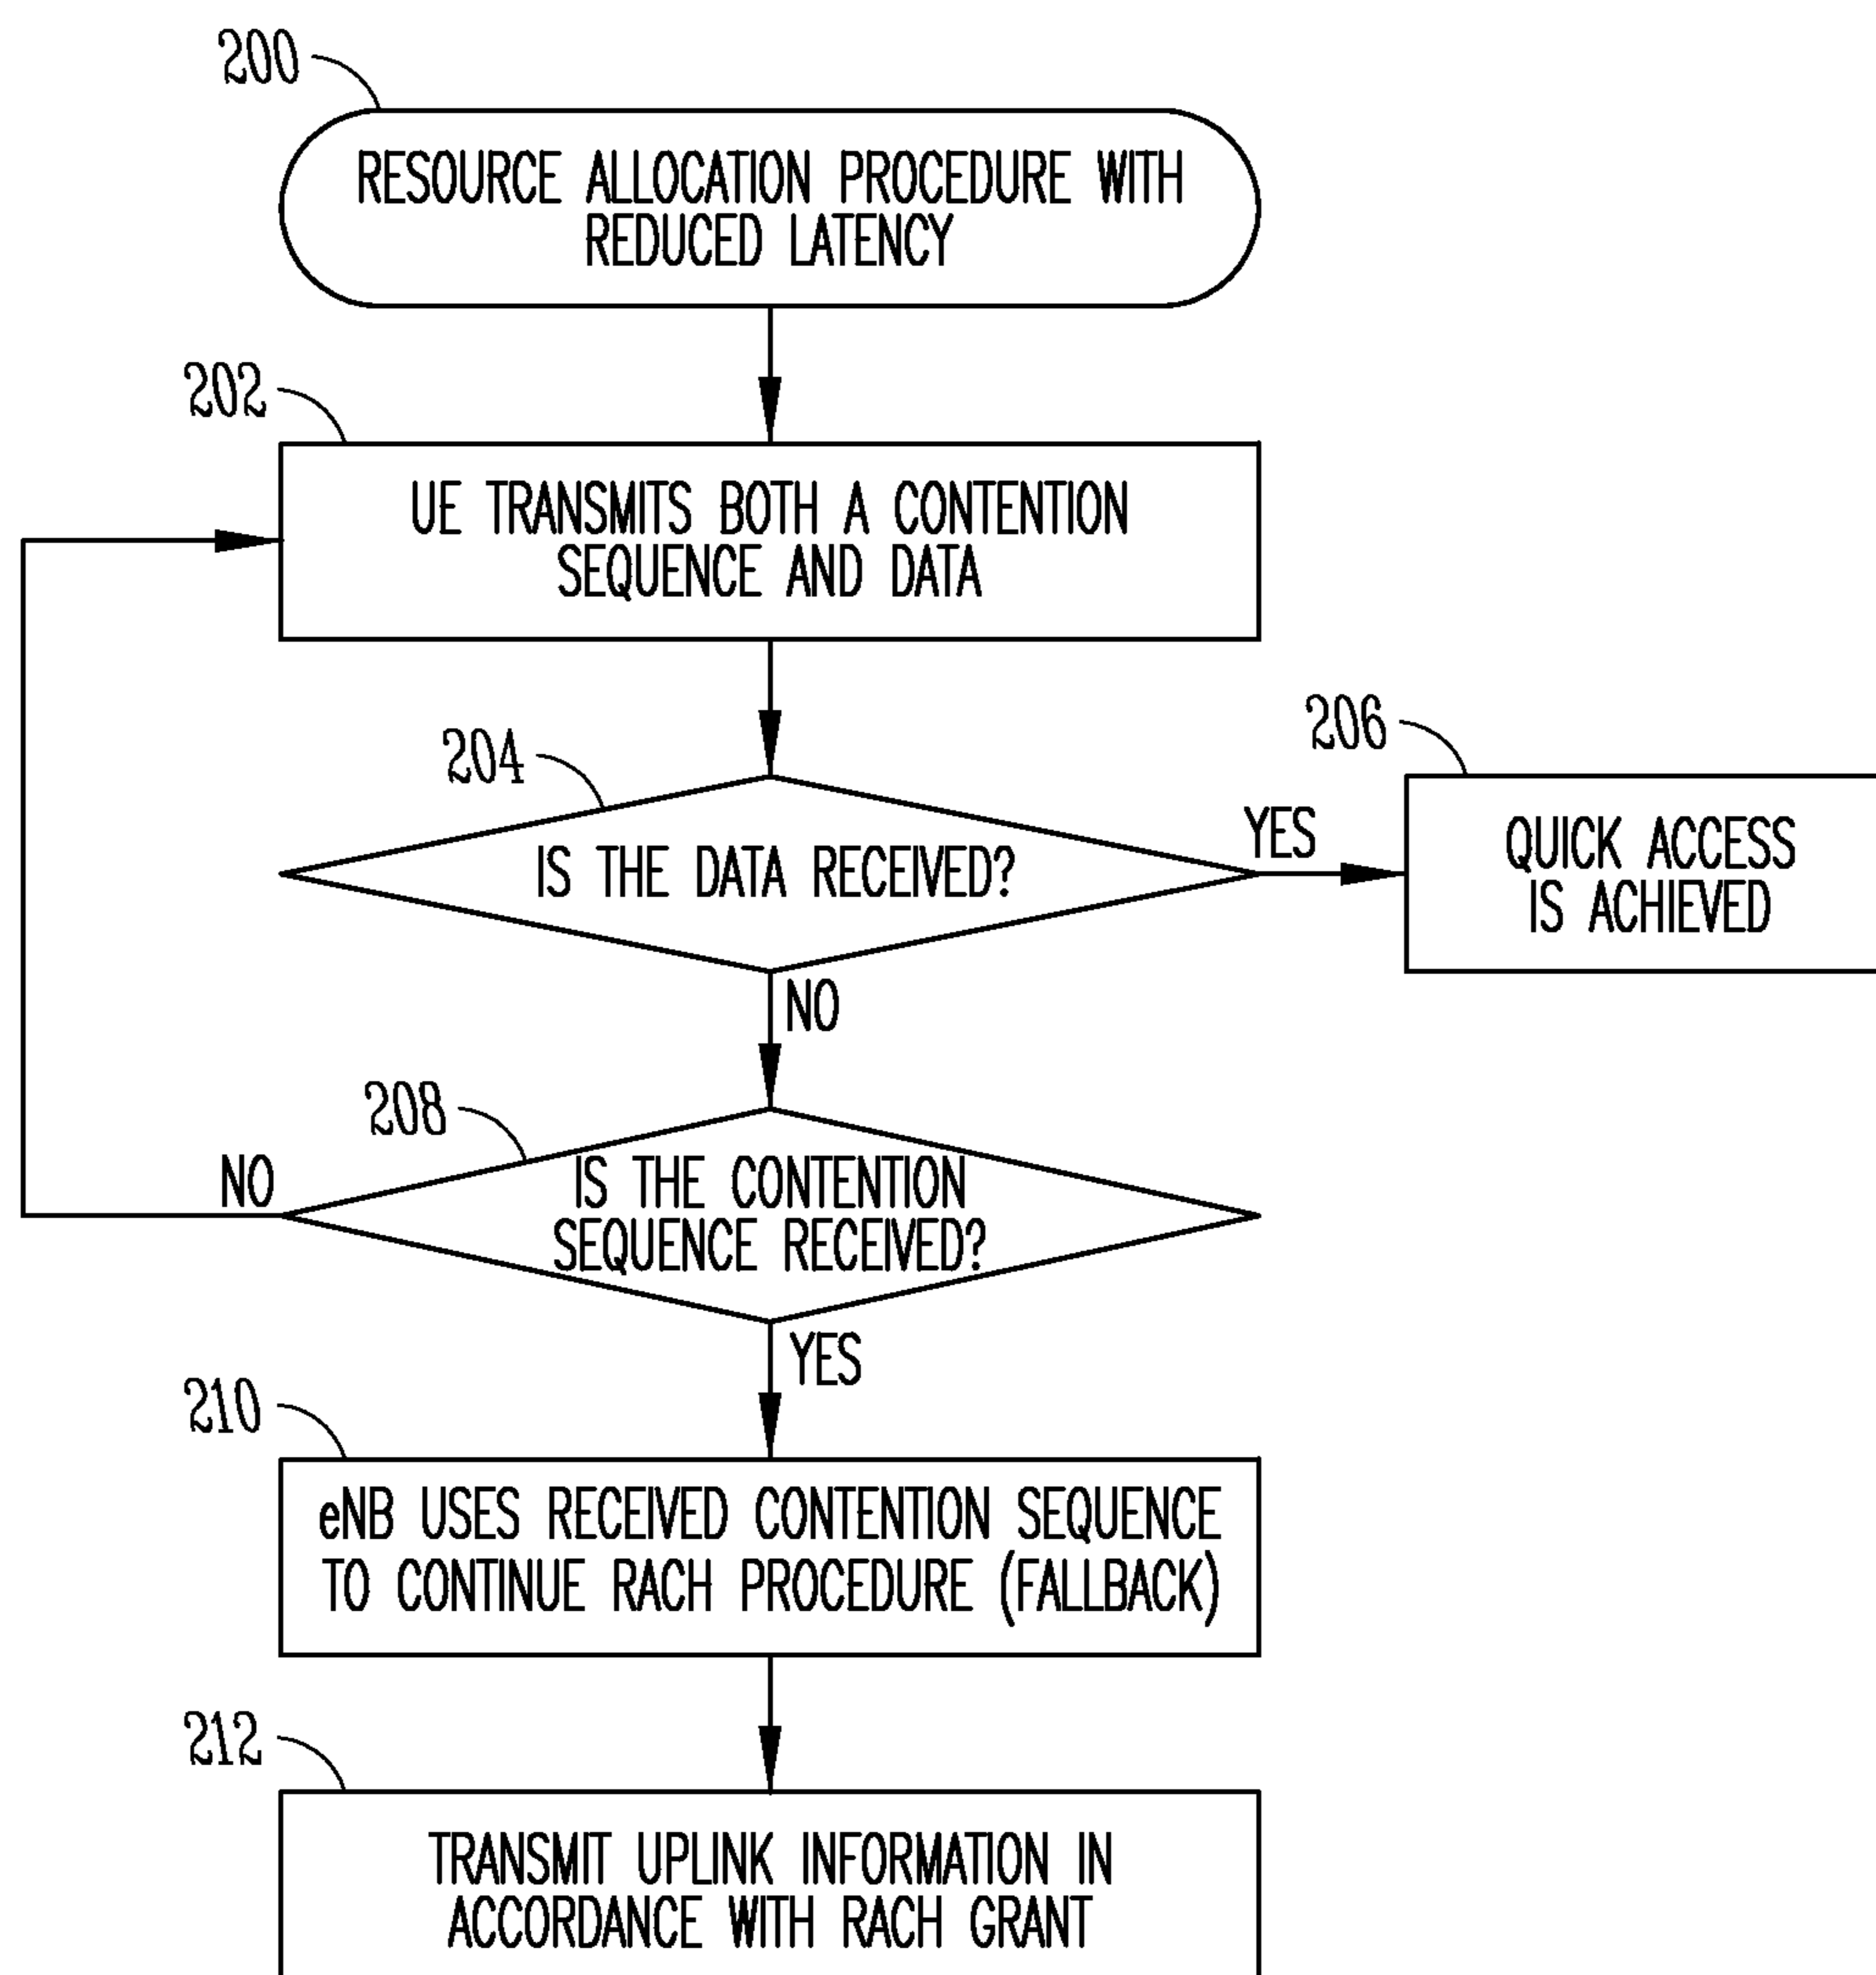 200
RESOURCE ALLOCATION PROCEDURE WITH
REDUCED LATENCY
202
UE TRANSMITS BOTH A CONTENTION
SEQUENCE AND DATA
204
IS THE DATA RECEIVED?
YES
206
QUICK ACCESS
IS ACHIEVED
NO
208
IS THE CONTENTION
SEQUENCE RECEIVED?
NO
YES
210
eNB USES RECEIVED CONTENTION SEQUENCE
TO CONTINUE RACH PROCEDURE (FALLBACK)
212
TRANSMIT UPLINK INFORMATION IN
ACCORDANCE WITH RACH GRANT